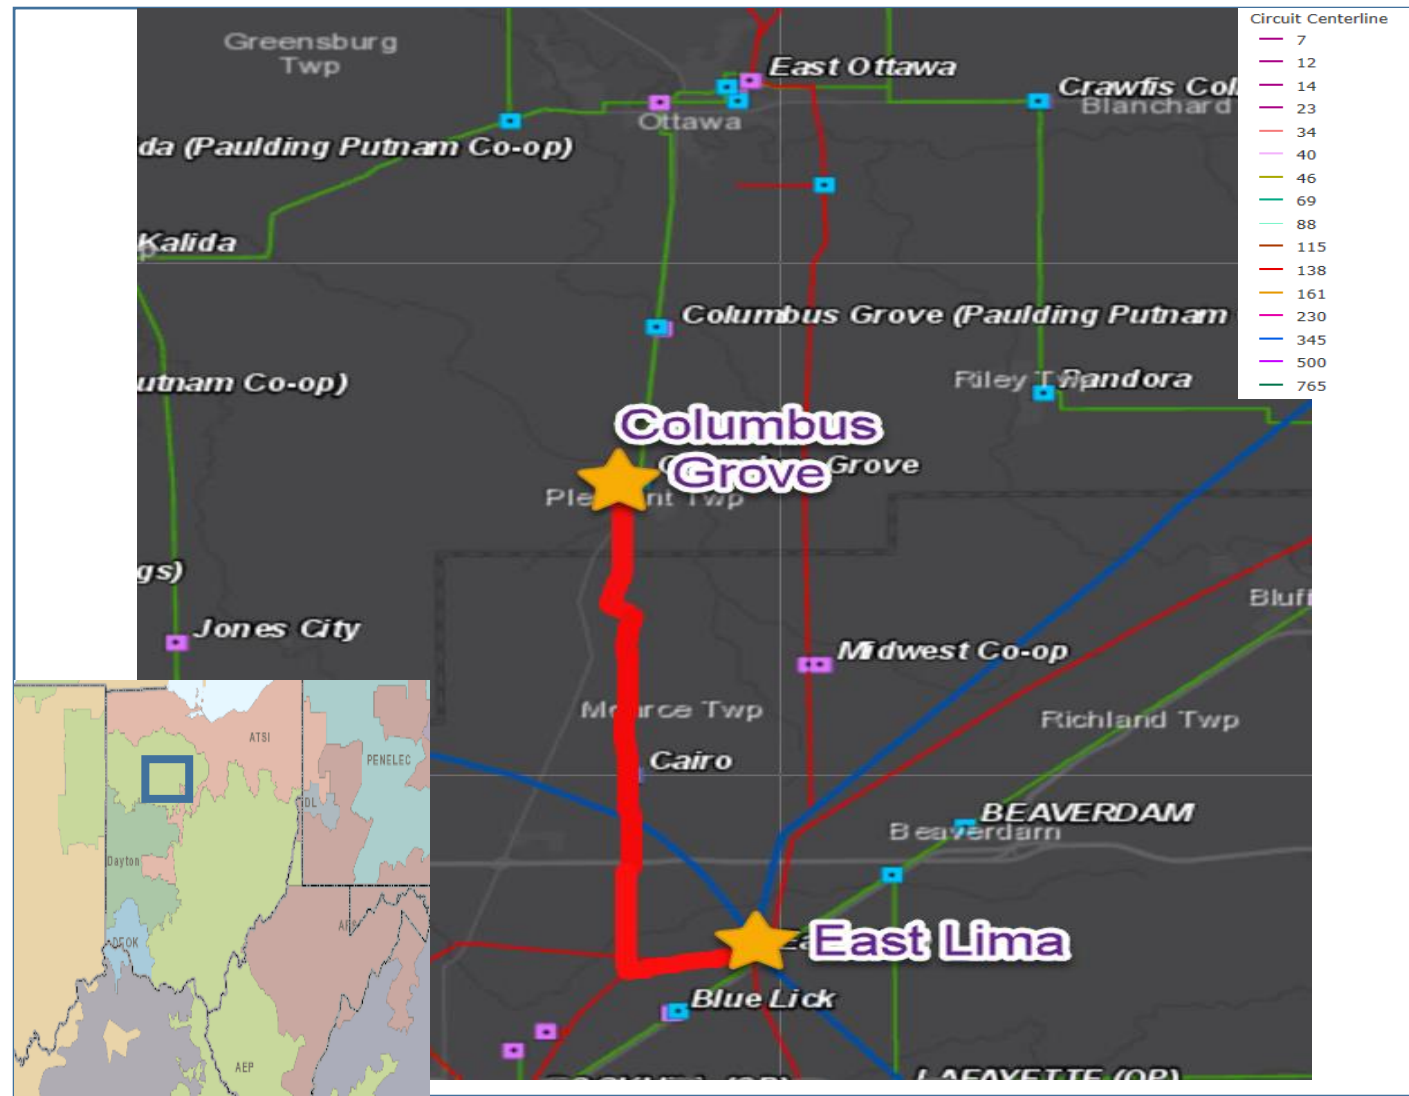 Greensburg
Twp
East Ottawa
Crawfis Col
Blanchard
Ottawa
da (Paulding Putnam Co-op)
Kalida
Columbus Grove (Paulding Putnam
utnam Co-op)
Riley
Pandora
Columbus
Grove
Grove
Twp
gs)
Jones City
Bluff
Midwest Co-op
Twp
Richland Twp
Cairo
BEAVERDAM
Beaverdam
East Lima
Blue Lick
LAFAYETTE (OP)
Circuit Centerline
7
12
14
23
34
40
46
69
88
115
138
161
230
345
500
765
ATSI
PENELEC
Dayton
DEOK
AEP